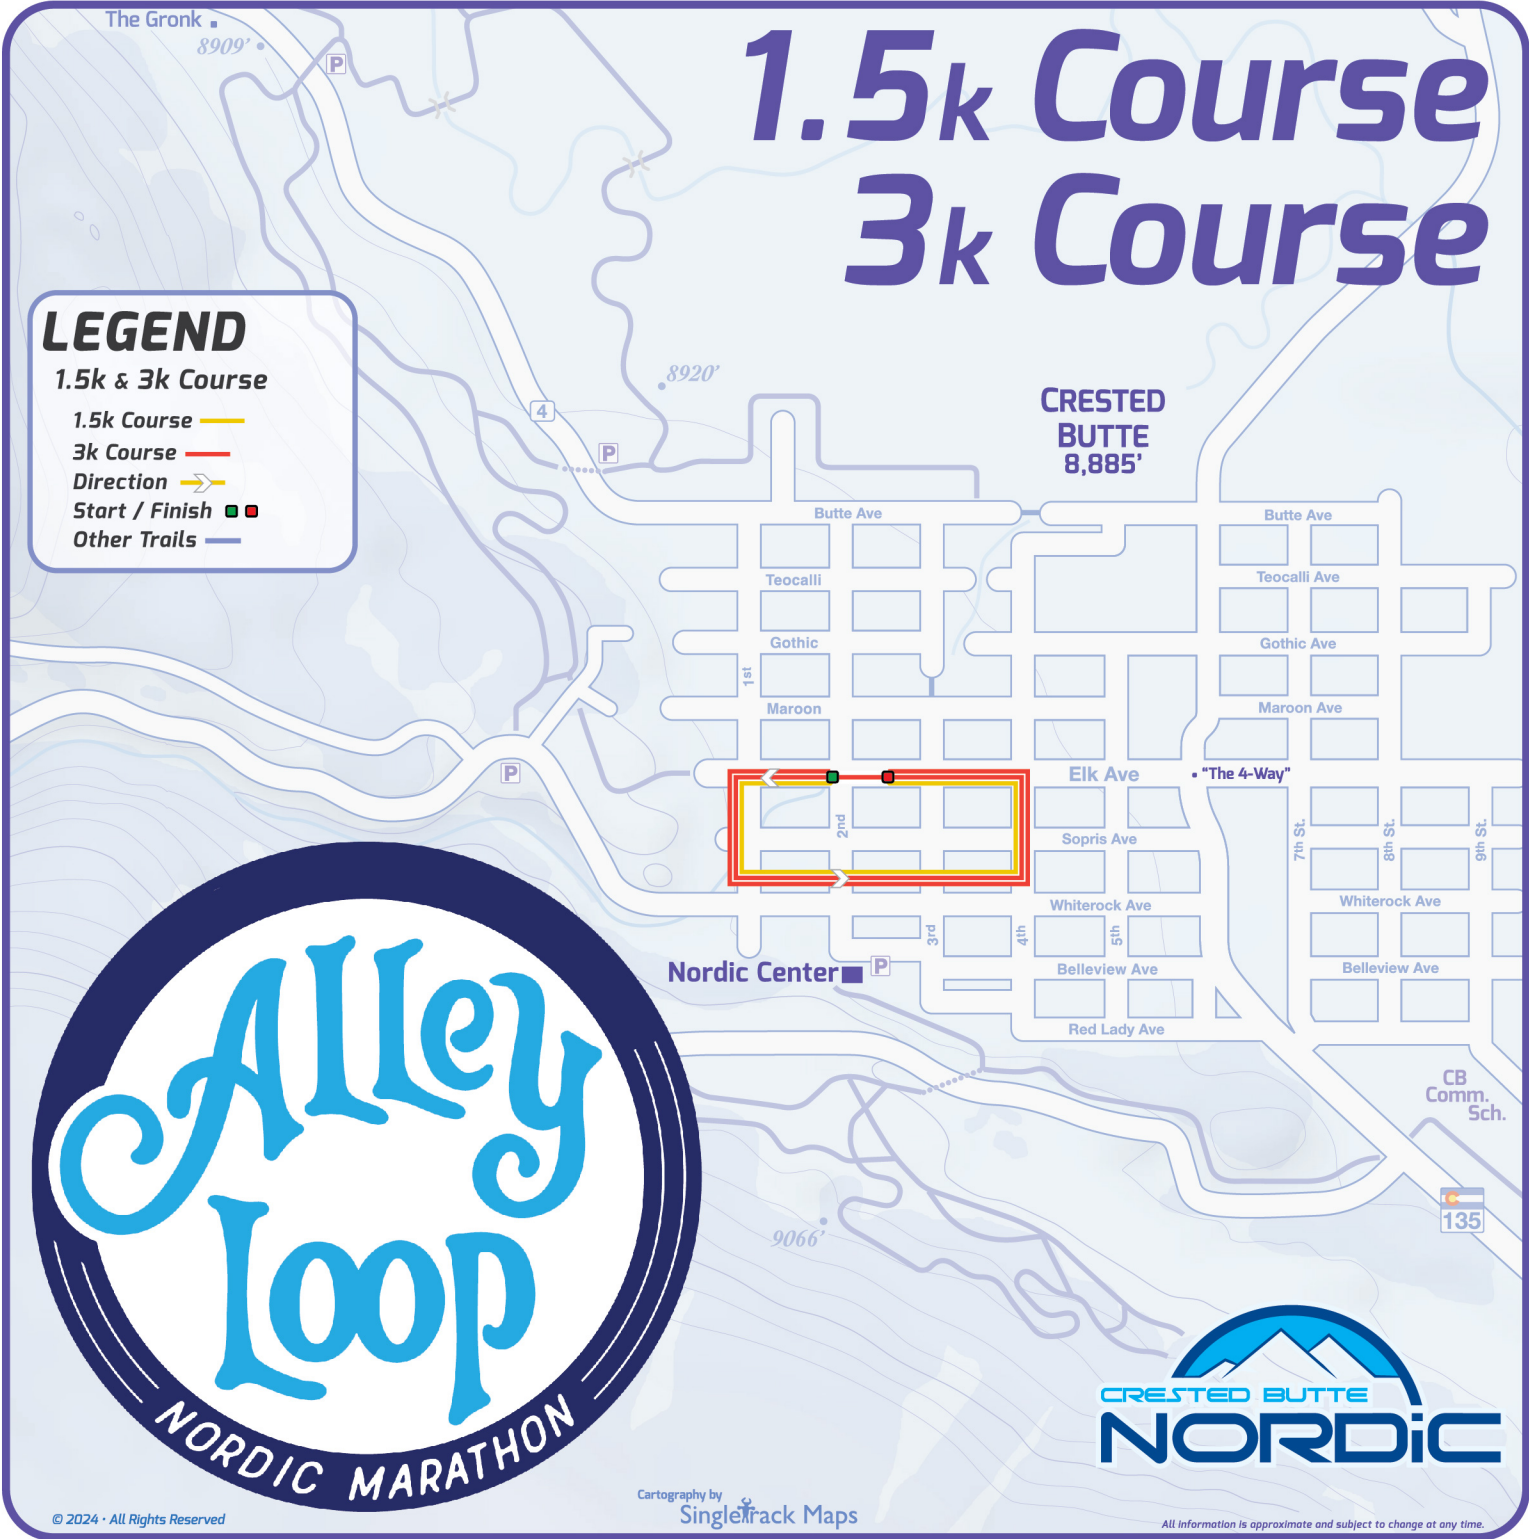 The Gronk
8909’
P
1.5k Course
3k Course
LEGEND
1.5k & 3k Course
1.5k Course
3k Course
Direction
Start / Finish
Other Trails
8920’
4
P
CRESTED
BUTTE
8,885’
Butte Ave
Butte Ave
Teocalli
Teocalli Ave
Gothic
Gothic Ave
1st
Maroon
Maroon Ave
P
Elk Ave
“The 4-Way”
2nd
Sopris Ave
7th St.
8th St.
9th St.
Whiterock Ave
Whiterock Ave
3rd
4th
5th
Nordic Center
P
Belleview Ave
Belleview Ave
Red Lady Ave
CB
Comm.
Sch.
135
9066’
Alley
Loop
NORDIC MARATHON
CRESTED BUTTE
NORDiC
Cartography by
SingleTrack Maps
© 2024 · All Rights Reserved
All information is approximate and subject to change at any time.